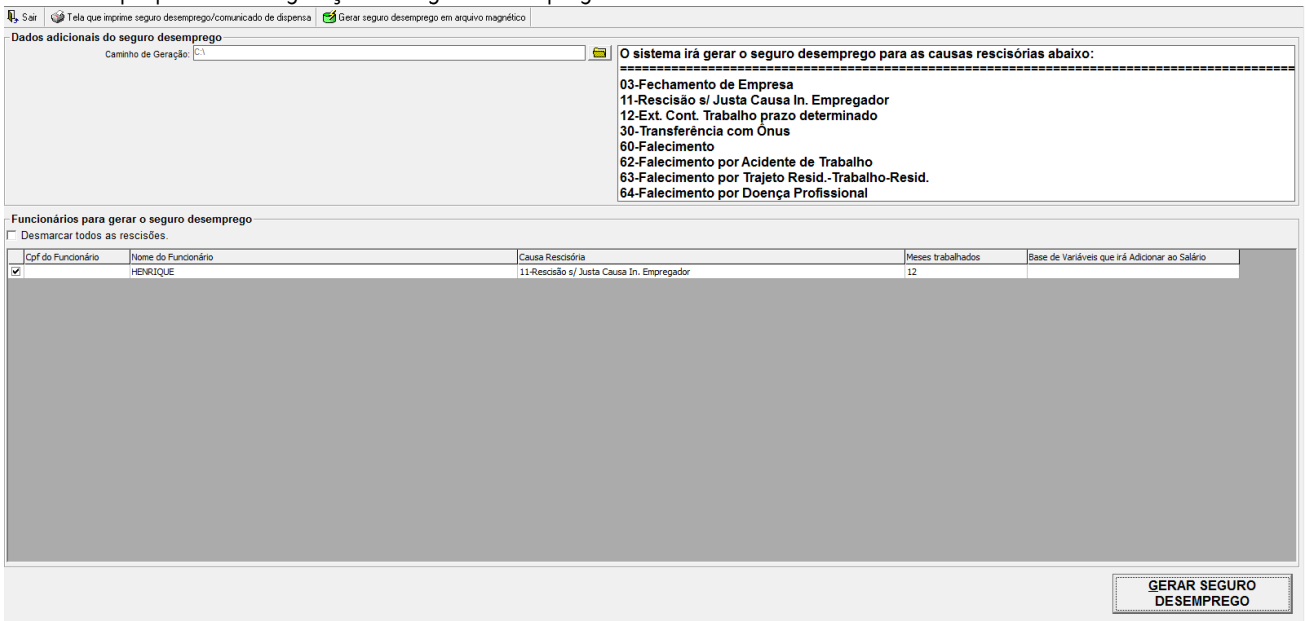 Sair Tela que imprime seguro desemprego/comunicado de dispensa Gerar seguro desemprego em arquivo magnético
Dados adicionais do seguro desemprego
Caminho de Geração: C:\
O sistema irá gerar o seguro desemprego para as causas rescisórias abaixo:
==========================================================================================
03-Fechamento de Empresa
11-Rescisão s/ Justa Causa In. Empregador
12-Ext. Cont. Trabalho prazo determinado
30-Transferência com Ônus
60-Falecimento
62-Falecimento por Acidente de Trabalho
63-Falecimento por Trajeto Resid.-Trabalho-Resid.
64-Falecimento por Doença Profissional
Funcionários para gerar o seguro desemprego
Desmarcar todos as rescisões.
Cpf do Funcionário Nome do Funcionário Causa Rescisória Meses trabalhados Base de Variáveis que irá Adicionar ao Salário
HENRIQUE 11-Rescisão s/ Justa Causa In. Empregador 12
GERAR SEGURO
DESEMPREGO